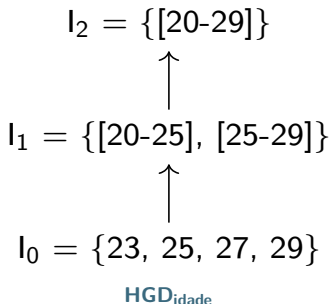 I₂ = {[20-29]}
I₁ = {[20-25], [25-29]}
I₀ = {23, 25, 27, 29}
HGD_idade